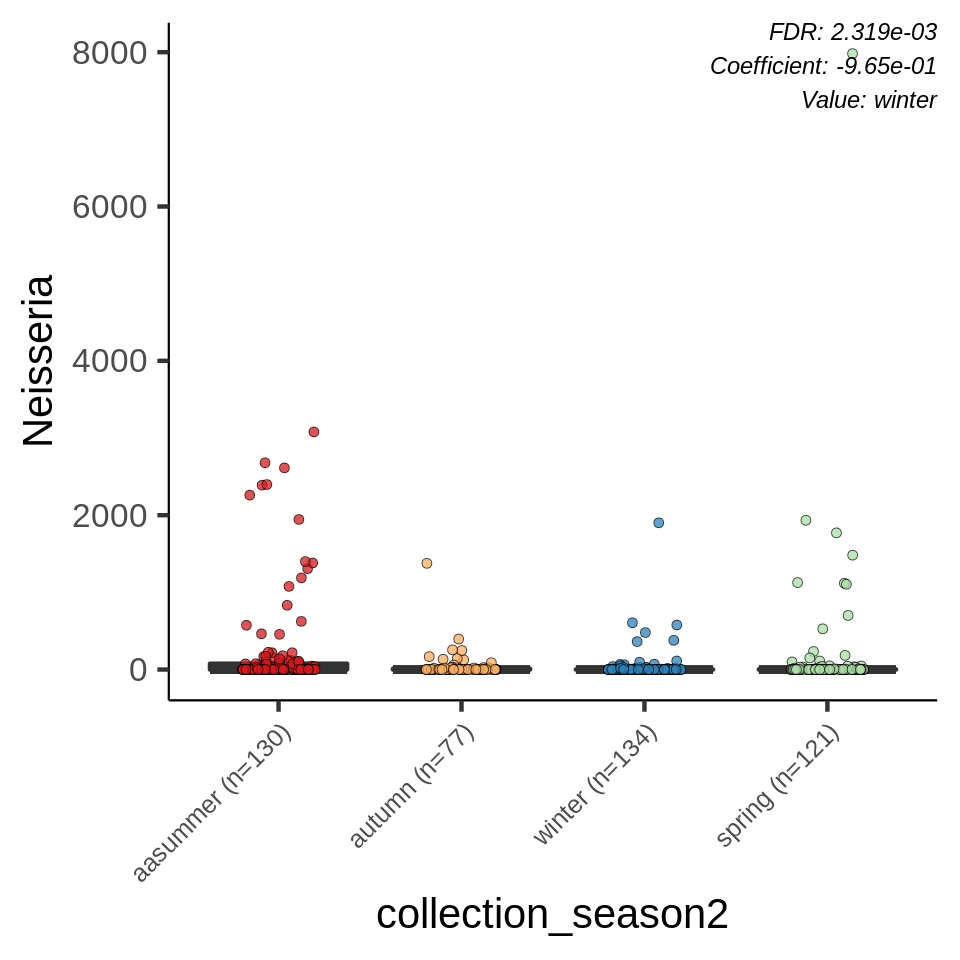 FDR: 2.319e-03
Coefficient: -9.65e-01
Value: winter
8000
6000
4000
2000
0
Neisseria
aasummer (n=130)
autumn (n=77)
winter (n=134)
spring (n=121)
collection_season2